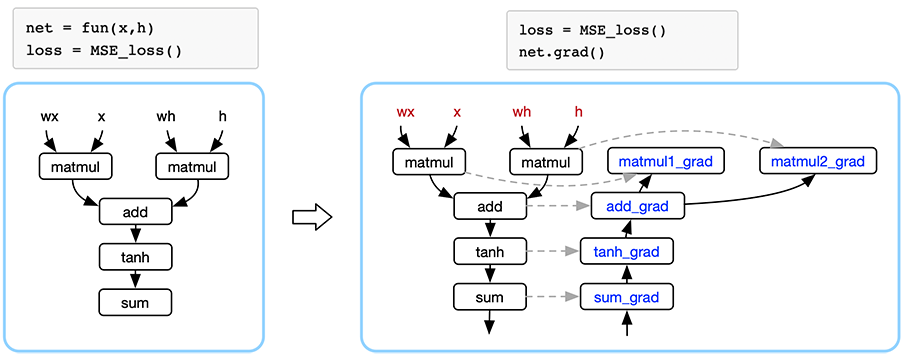 net = fun(x,h)
loss = MSE_loss()
wx x wh h
matmul matmul
add
tanh
sum
loss = MSE_loss()
net.grad()
wx x wh h
matmul matmul matmul1_grad matmul2_grad
add add_grad
tanh tanh_grad
sum sum_grad